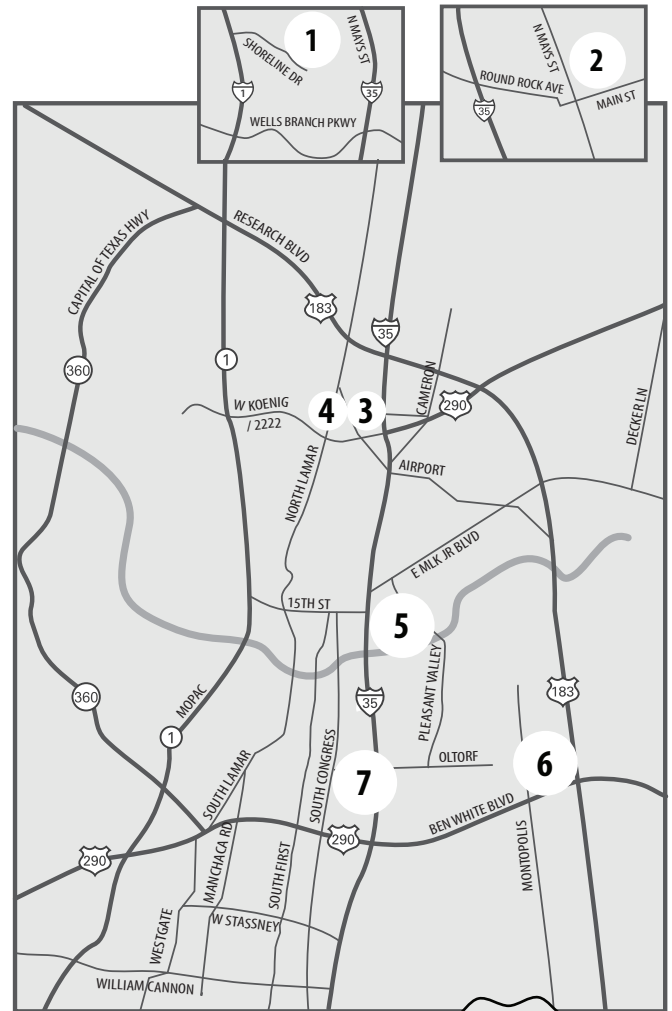 1
SHORELINE DR
N MAYS ST
1
35
WELLS BRANCH PKWY
N MAYS ST
2
ROUND ROCK AVE
MAIN ST
35
CAPITAL OF TEXAS HWY
RESEARCH BLVD
183
35
360
1
CAMERON
290
DECKER LN
W KOENIG
/ 2222
4
3
NORTH LAMAR
AIRPORT
E MLK JR BLVD
15TH ST
5
PLEASANT VALLEY
360
MOPAC
35
183
1
SOUTH LAMAR
SOUTH CONGRESS
OLTORF
6
7
BEN WHITE BLVD
290
290
MANCHACA RD
SOUTH FIRST
MONTOPOLIS
WESTGATE
W STASSNEY
WILLIAM CANNON